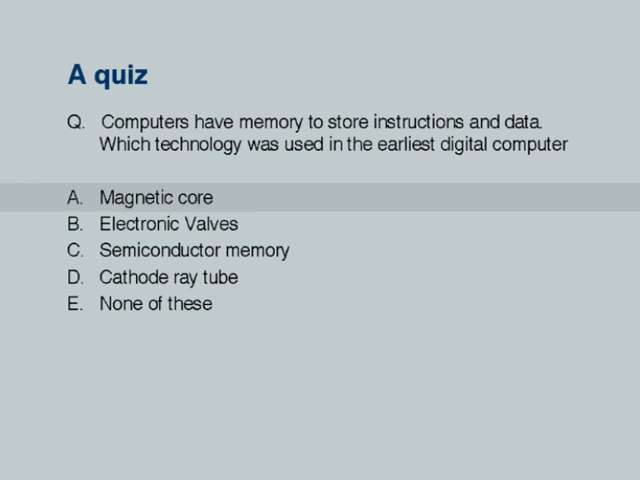 A quiz
Q. Computers have memory to store instructions and data.
Which technology was used in the earliest digital computer
A. Magnetic core
B. Electronic Valves
C. Semiconductor memory
D. Cathode ray tube
E. None of these